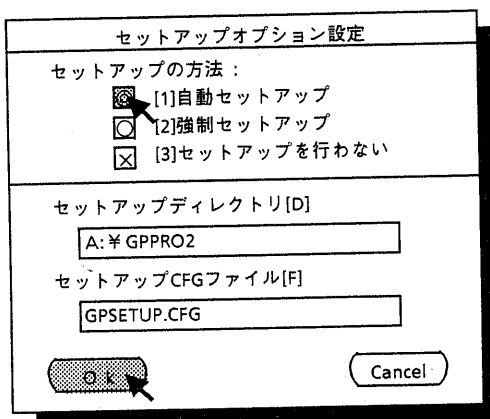 セットアップオプション設定
セットアップの方法：
[1]自動セットアップ
[2]強制セットアップ
[3]セットアップを行わない
セットアップディレクトリ[D]
A:￥GPPRO2
セットアップCFGファイル[F]
GPSETUP.CFG
Ok
Cancel